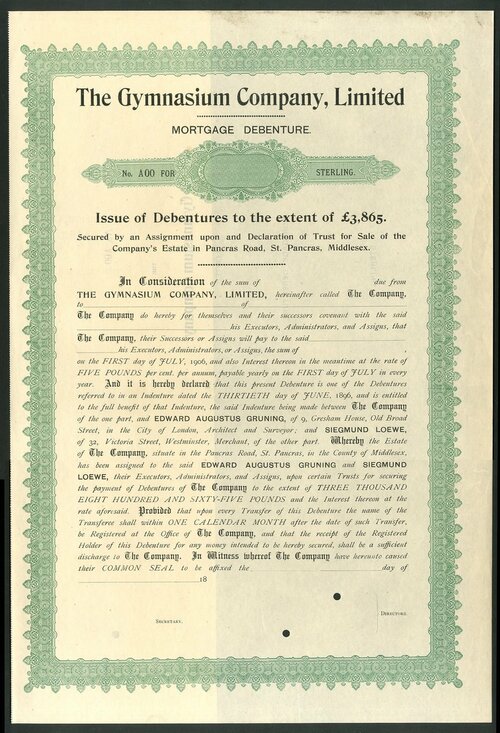 The Gymnasium Company, Limited
MORTGAGE DEBENTURE.
No. A00 FOR STERLING.
Issue of Debentures to the extent of £3,865.
Secured by an Assignment upon and Declaration of Trust for Sale of the
Company's Estate in Pancras Road, St. Pancras, Middlesex.
In Consideration of the sum of due from
THE GYMNASIUM COMPANY, LIMITED, hereinafter called The Company,
to of
The Company do hereby for themselves and their successors covenant with the said
his Executors, Administrators, and Assigns, that
The Company, their Successors or Assigns will pay to the said
his Executors, Administrators, or Assigns, the sum of
on the FIRST day of JULY, 1906, and also Interest thereon in the meantime at the rate of
FIVE POUNDS per cent. per annum, payable yearly on the FIRST day of JULY in every
year. And it is hereby declared that this present Debenture is one of the Debentures
referred to in an Indenture dated the THIRTIETH day of JUNE, 1896, and is entitled
to the full benefit of that Indenture, the said Indenture being made between The Company
of the one part, and EDWARD AUGUSTUS GRUNING, of 9, Gresham House, Old Broad
Street, in the City of London, Architect and Surveyor; and SIEGMUND LOEWE,
of 32, Victoria Street, Westminster, Merchant, of the other part. Whereby the Estate
of The Company, situate in the Pancras Road, St. Pancras, in the County of Middlesex,
has been assigned to the said EDWARD AUGUSTUS GRUNING and SIEGMUND
LOEWE, their Executors, Administrators, and Assigns, upon certain Trusts for securing
the payment of Debentures of The Company to the extent of THREE THOUSAND
EIGHT HUNDRED AND SIXTY-FIVE POUNDS and the Interest thereon at the
rate aforesaid. Provided that upon every Transfer of this Debenture the name of the
Transferee shall within ONE CALENDAR MONTH after the date of such Transfer,
be Registered at the Office of The Company, and that the receipt of the Registered
Holder of this Debenture for any money intended to be hereby secured, shall be a sufficient
discharge to The Company. In Witness whereof The Company have hereunto caused
their COMMON SEAL to be affixed the day of
18
DIRECTORS.
SECRETARY.